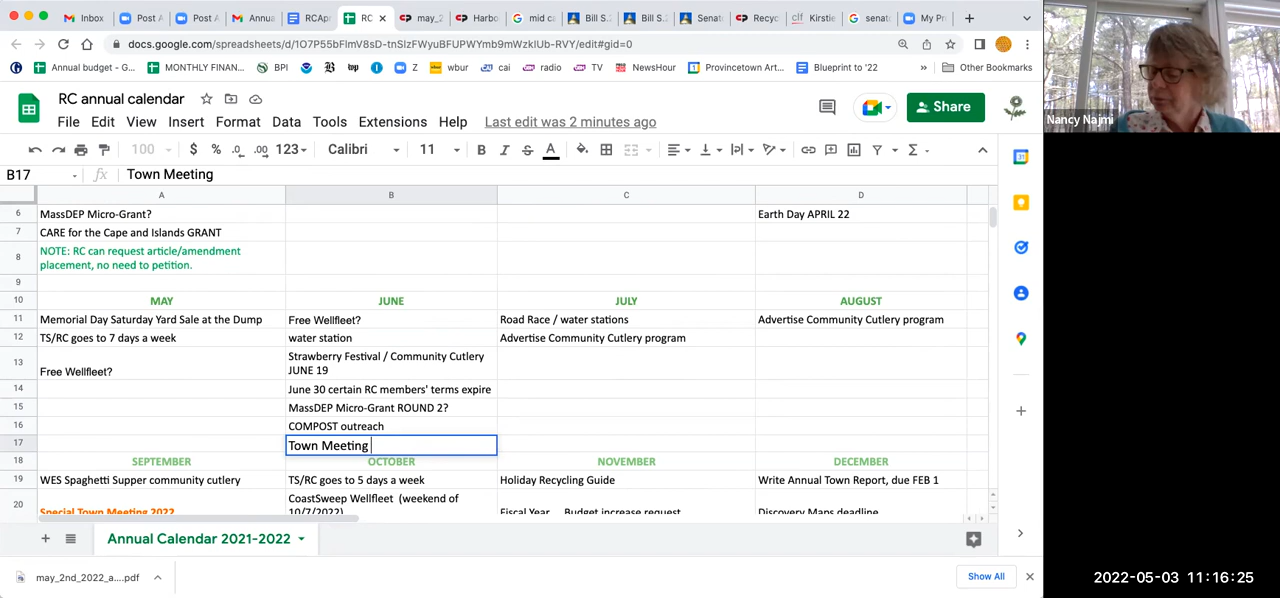 Inbox
Post A
Post A
Annua
RCApr
RC
may_2
Harbo
mid ca
Bill S.
Bill S.
Senat
Recyc
clf Kirstie
senat
My Pr
docs.google.com/spreadsheets/d/
/edit#gid=0
Annual budget - G...
MONTHLY FINAN...
BPI
Z
wbur
cai
radio
TV
NewsHour
Provincetown Art...
Blueprint to '22
»
Other Bookmarks
RC annual calendar
File Edit View Insert Format Data Tools Extensions Help Last edit was 2 minutes ago
Share
100 $ % .0 .00 123 Calibri 11 B I S A
B17 fx Town Meeting
A B C D
6 MassDEP Micro-Grant? Earth Day APRIL 22
7 CARE for the Cape and Islands GRANT
8 NOTE: RC can request article/amendment
placement, no need to petition.
9
10 MAY JUNE JULY AUGUST
11 Memorial Day Saturday Yard Sale at the Dump Free Wellfleet? Road Race / water stations Advertise Community Cutlery program
12 TS/RC goes to 7 days a week water station Advertise Community Cutlery program
13 Free Wellfleet? Strawberry Festival / Community Cutlery
JUNE 19
14 June 30 certain RC members' terms expire
15 MassDEP Micro-Grant ROUND 2?
16 COMPOST outreach
17 Town Meeting
18 SEPTEMBER OCTOBER NOVEMBER DECEMBER
19 WES Spaghetti Supper community cutlery TS/RC goes to 5 days a week Holiday Recycling Guide Write Annual Town Report, due FEB 1
20 Special Town Meeting 2022 CoastSweep Wellfleet (weekend of
10/7/2022) Fiscal Year Budget increase request Discovery Maps deadline
Annual Calendar 2021-2022
may_2nd_2022_a....pdf
Show All
Nancy Najmi
2022-05-03 11:16:25